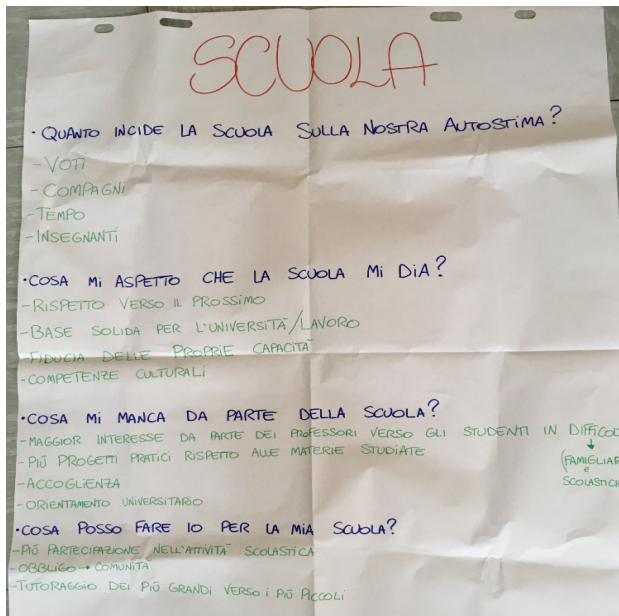 SCUOLA
· QUANTO INCIDE LA SCUOLA SULLA NOSTRA AUTOSTIMA?
- VOTI
- COMPAGNI
- TEMPO
- INSEGNANTI
· COSA Mi ASPETTO CHE LA SCUOLA Mi DiA?
- RISPETTO VERSO IL PROSSIMO
- BASE SOLIDA PER L'UNIVERSITÀ/LAVORO
- FIDUCIA DELLE PROPRIE CAPACITÀ
- COMPETENZE CULTURALI
· COSA Mi MANCA DA PARTE DELLA SCUOLA?
- MAGGIOR INTERESSE DA PARTE DEI PROFESSORI VERSO GLI STUDENTI IN DIFFICOL
- PIÙ PROGETTI PRATICI RISPETTO ALLE MATERIE STUDIATE
(FAMIGLIAR
e
SCOLASTICH
- ACCOGLIENZA
- ORIENTAMENTO UNIVERSITARIO
· COSA POSSO FARE IO PER LA MIA SCUOLA?
- PIÙ PARTECIPAZIONE NELL'ATTIVITÀ SCOLASTICA
- OBBLIGO → COMUNITÀ
- TUTORAGGIO DEI PIÙ GRANDI VERSO i PIÙ PICCOLI